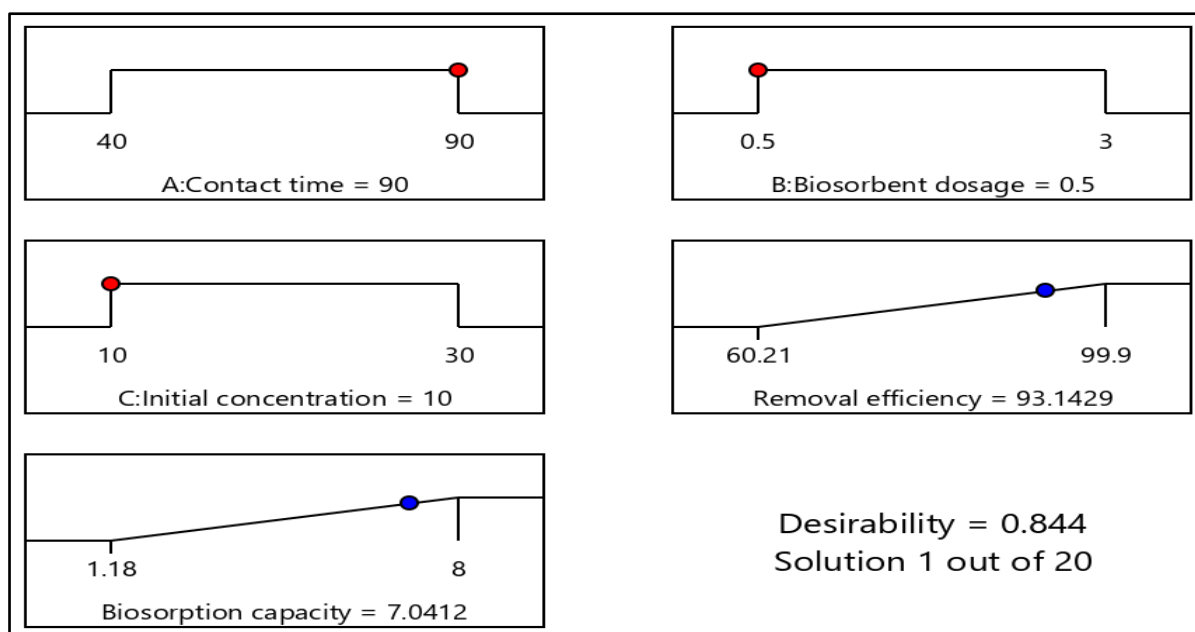 40 90
A:Contact time = 90
0.5 3
B:Biosorbent dosage = 0.5
10 30
C:Initial concentration = 10
60.21 99.9
Removal efficiency = 93.1429
1.18 8
Biosorption capacity = 7.0412
Desirability = 0.844
Solution 1 out of 20